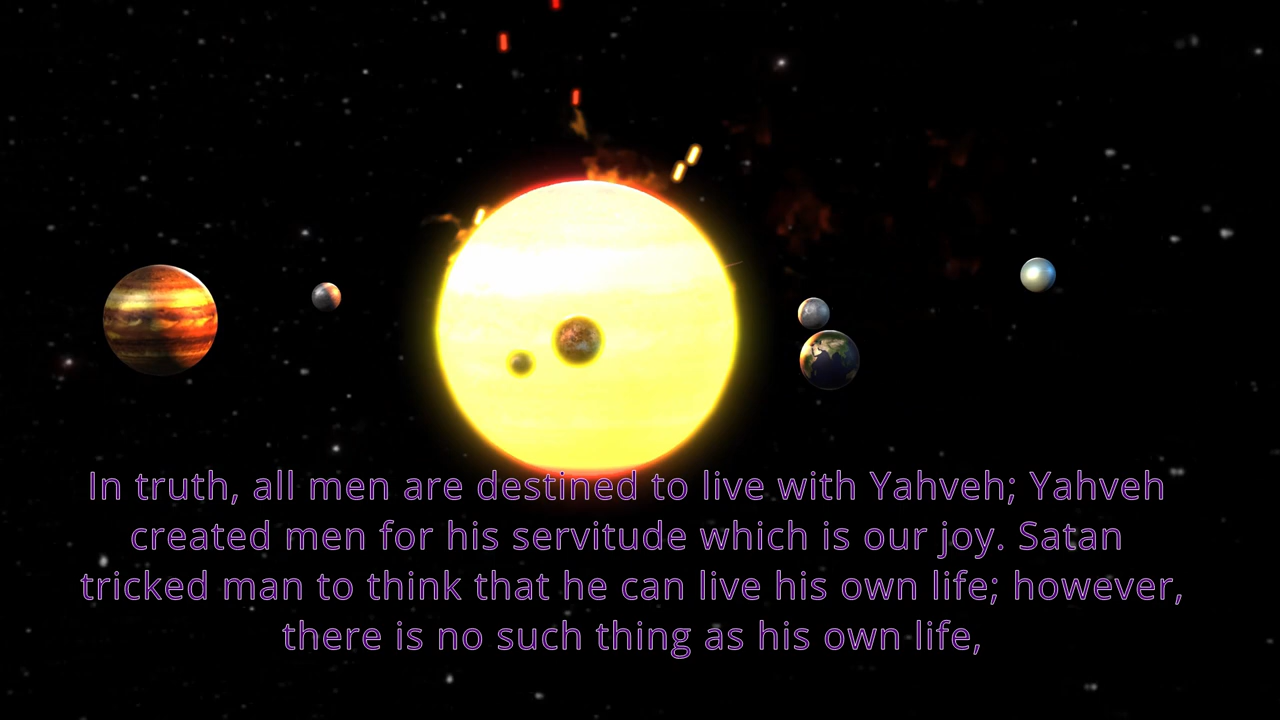 In truth, all men are destined to live with Yahveh; Yahveh
created men for his servitude which is our joy. Satan
tricked man to think that he can live his own life; however,
there is no such thing as his own life,